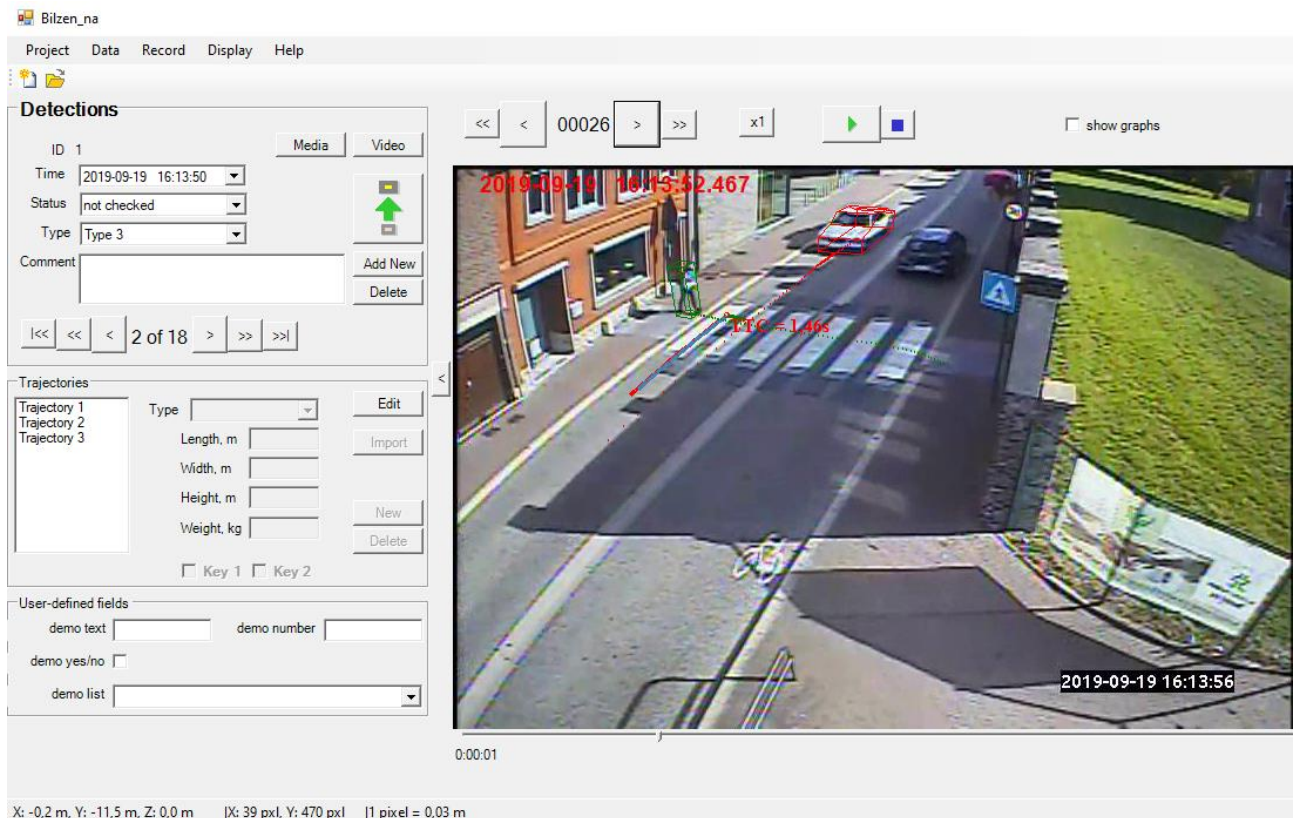 Bilzen_na
Project Data Record Display Help
Detections
ID 1
Media Video
Time 2019-09-19 16:13:50
Status not checked
Type Type 3
Comment
Add New
Delete
|<< << < 2 of 18 > >> >>|
<< < 00026 > >> x1
show graphs
2019-09-19 16:13:52.467
TTC = 1,46s
2019-09-19 16:13:56
0:00:01
<
Trajectories
Trajectory 1
Trajectory 2
Trajectory 3
Type
Edit
Length, m
Import
Width, m
Height, m
Weight, kg
New
Delete
Key 1 Key 2
User-defined fields
demo text demo number
demo yes/no
demo list
X: -0,2 m, Y: -11,5 m, Z: 0,0 m |X: 39 pxl, Y: 470 pxl |1 pixel = 0,03 m